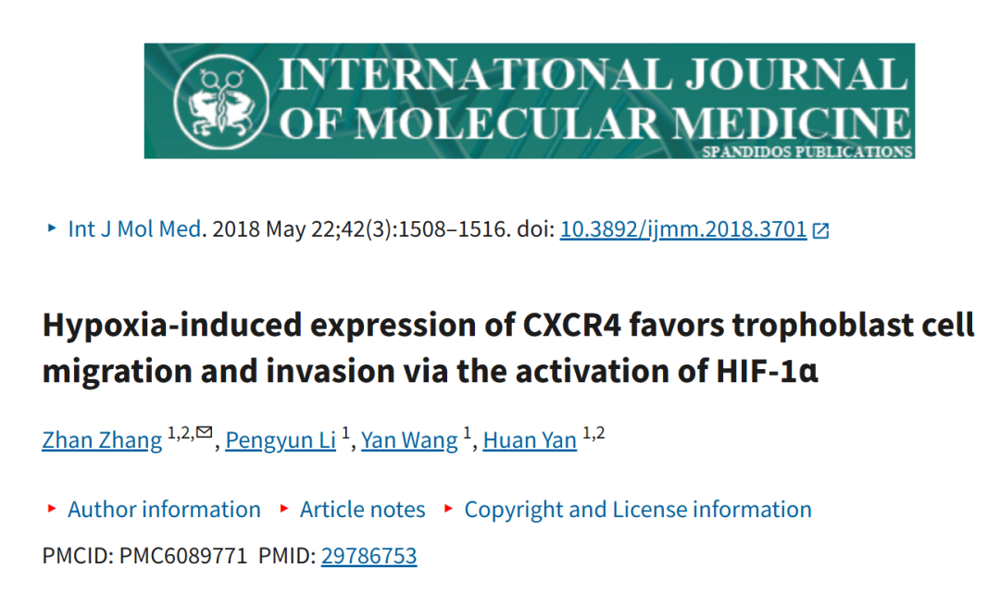 INTERNATIONAL JOURNAL
OF MOLECULAR MEDICINE
SPANDIDOS PUBLICATIONS
Int J Mol Med. 2018 May 22;42(3):1508–1516. doi: 10.3892/ijmm.2018.3701
Hypoxia-induced expression of CXCR4 favors trophoblast cell
migration and invasion via the activation of HIF-1α
Zhan Zhang 1,2,✉, Pengyun Li 1, Yan Wang 1, Huan Yan 1,2
Author information Article notes Copyright and License information
PMCID: PMC6089771 PMID: 29786753